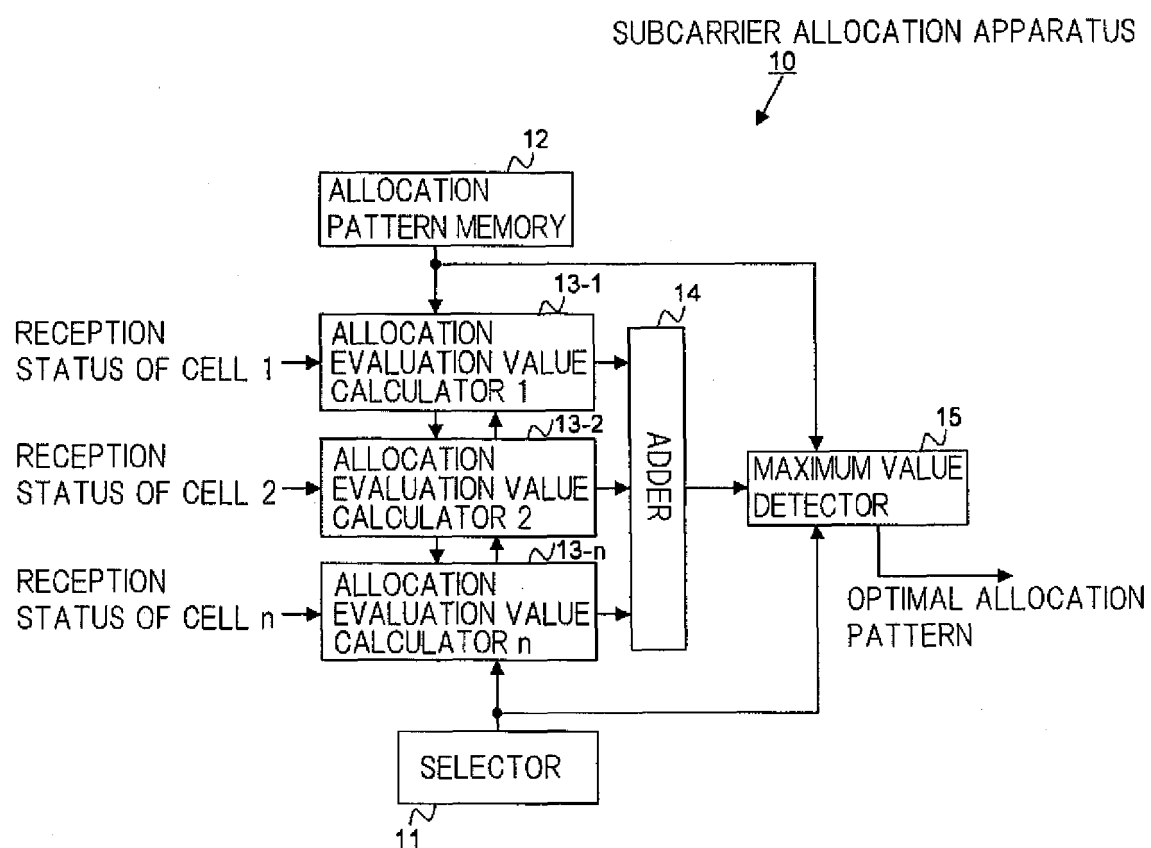 SUBCARRIER ALLOCATION APPARATUS
10
12
ALLOCATION
PATTERN MEMORY
13-1
14
RECEPTION
STATUS OF CELL 1
ALLOCATION
EVALUATION VALUE
CALCULATOR 1
13-2
15
RECEPTION
STATUS OF CELL 2
ALLOCATION
EVALUATION VALUE
CALCULATOR 2
ADDER
MAXIMUM VALUE
DETECTOR
13-n
RECEPTION
STATUS OF CELL n
ALLOCATION
EVALUATION VALUE
CALCULATOR n
OPTIMAL ALLOCATION
PATTERN
SELECTOR
11